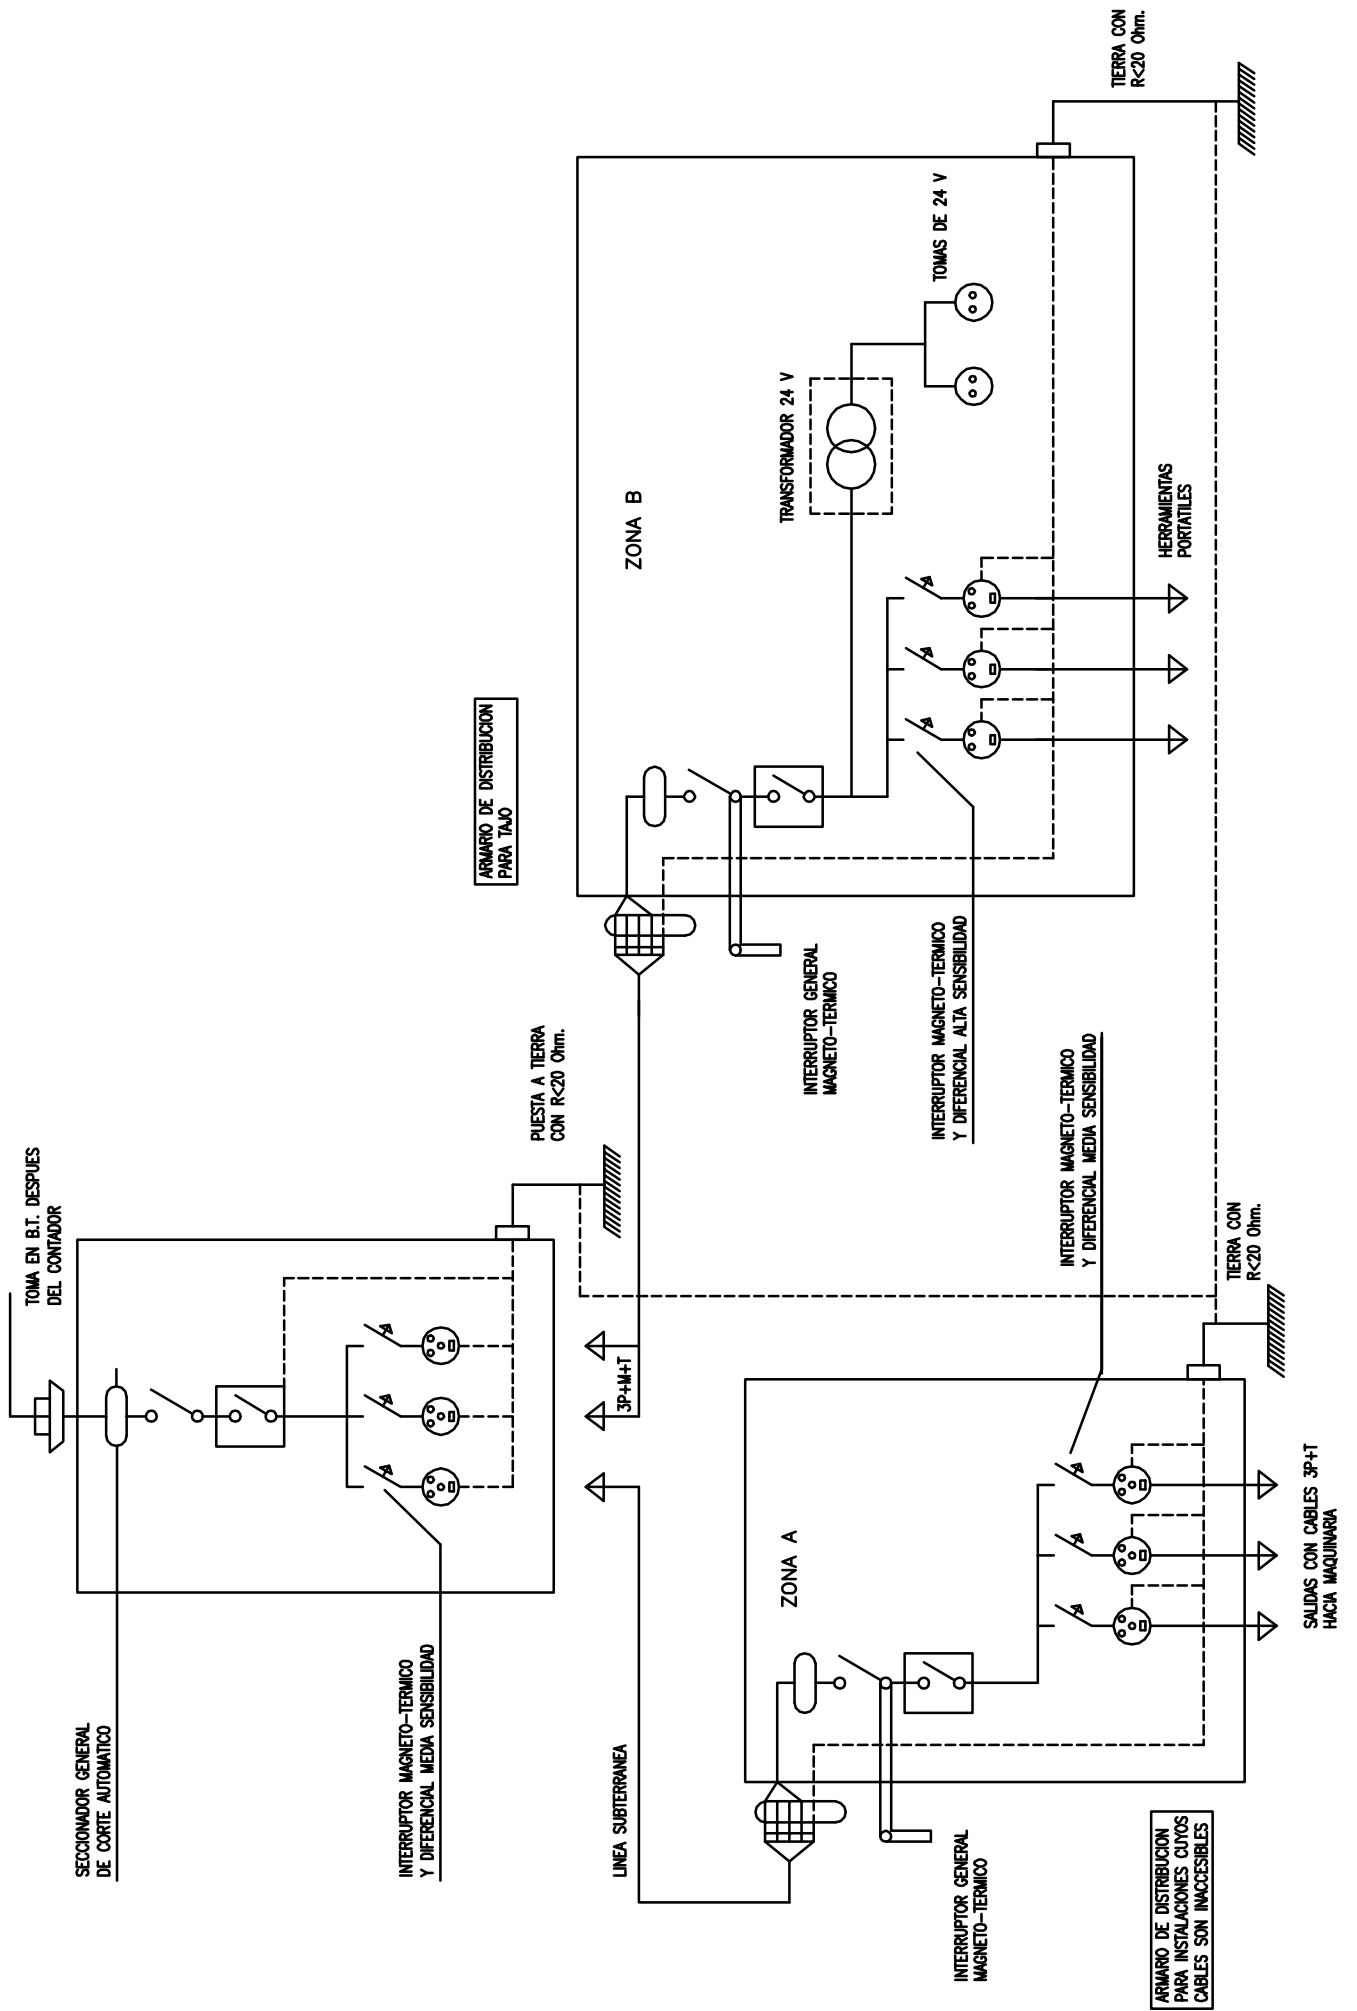 TOMA EN B.T. DESPUES
DEL CONTADOR
SECCIONADOR GENERAL
DE CORTE AUTOMATICO
INTERRUPTOR MAGNETO-TERMICO
Y DIFERENCIAL MEDIA SENSIBILIDAD
PUESTA A TIERRA
CON R<20 Ohm.
LINEA SUBTERRANEA
3P+M+T
ARMARIO DE DISTRIBUCION
PARA TAJO
ZONA B
TRANSFORMADOR 24 V
TOMAS DE 24 V
TIERRA CON
R<20 Ohm.
HERRAMIENTAS
PORTATILES
INTERRUPTOR GENERAL
MAGNETO-TERMICO
INTERRUPTOR MAGNETO-TERMICO
Y DIFERENCIAL ALTA SENSIBILIDAD
INTERRUPTOR MAGNETO-TERMICO
Y DIFERENCIAL MEDIA SENSIBILIDAD
ZONA A
TIERRA CON
R<20 Ohm.
INTERRUPTOR GENERAL
MAGNETO-TERMICO
SALIDAS CON CABLES 3P+T
HACIA MAQUINARIA
ARMARIO DE DISTRIBUCION
PARA INSTALACIONES CUYOS
CABLES SON INACCESIBLES